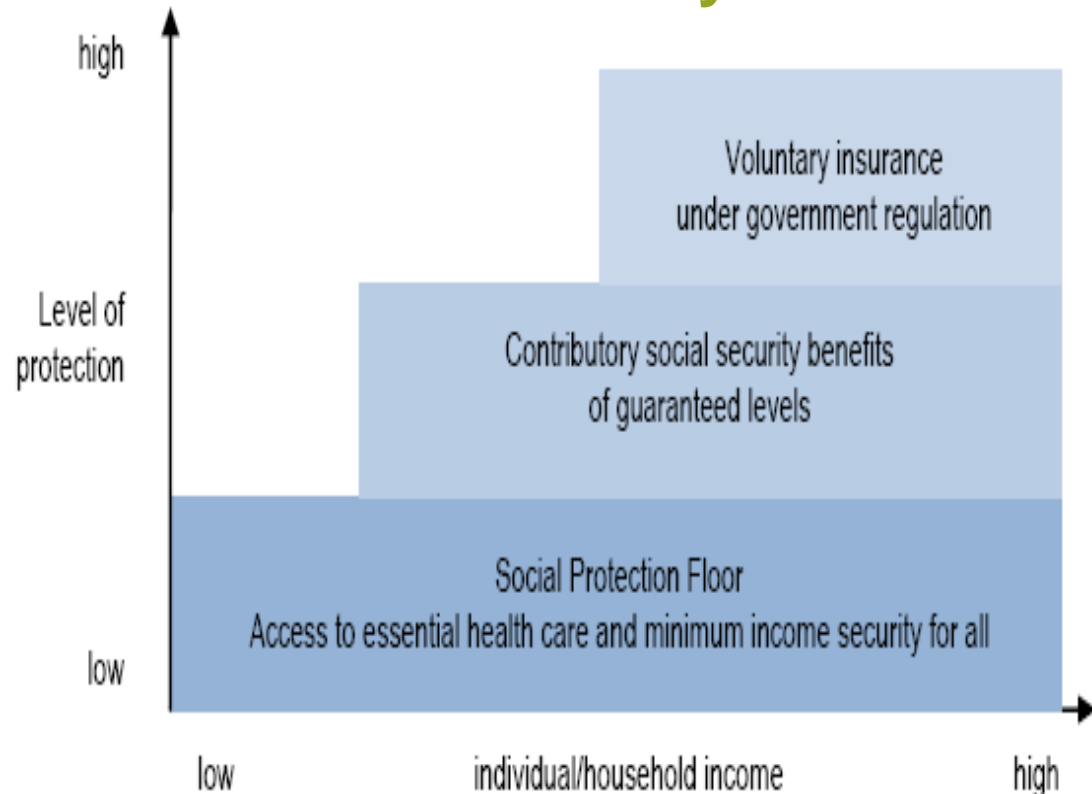 high
Voluntary insurance
under government regulation
Level of
protection
Contributory social security benefits
of guaranteed levels
Social Protection Floor
Access to essential health care and minimum income security for all
low
low individual/household income high